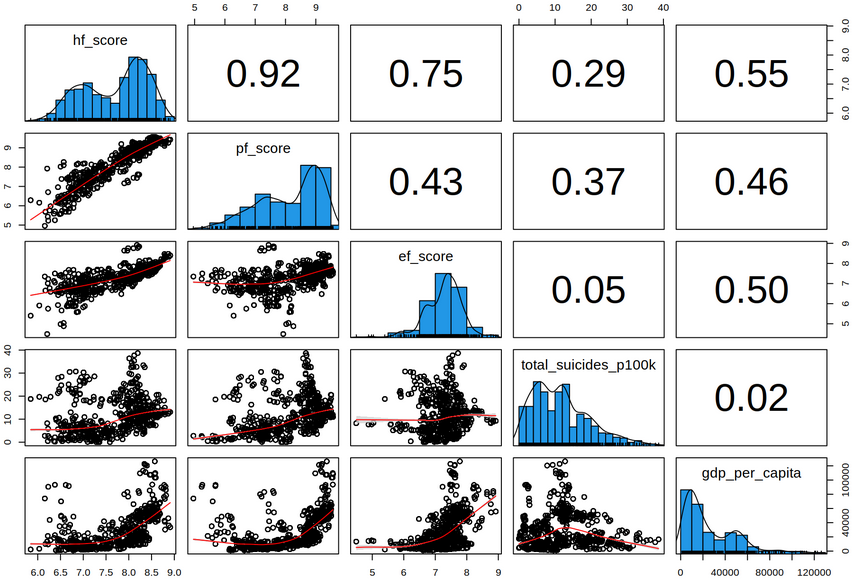 5 6 7 8 9
0 10 20 30 40
hf_score
0.92
0.75
0.29
0.55
6.0 7.0 8.0 9.0
5 6 7 8 9
pf_score
0.43
0.37
0.46
ef_score
0.05
0.50
5 6 7 8 9
0 10 20 30 40
total_suicides_p100k
0.02
gdp_per_capita
0 40000 100000
6.0 6.5 7.0 7.5 8.0 8.5 9.0
5 6 7 8 9
0 40000 80000 120000